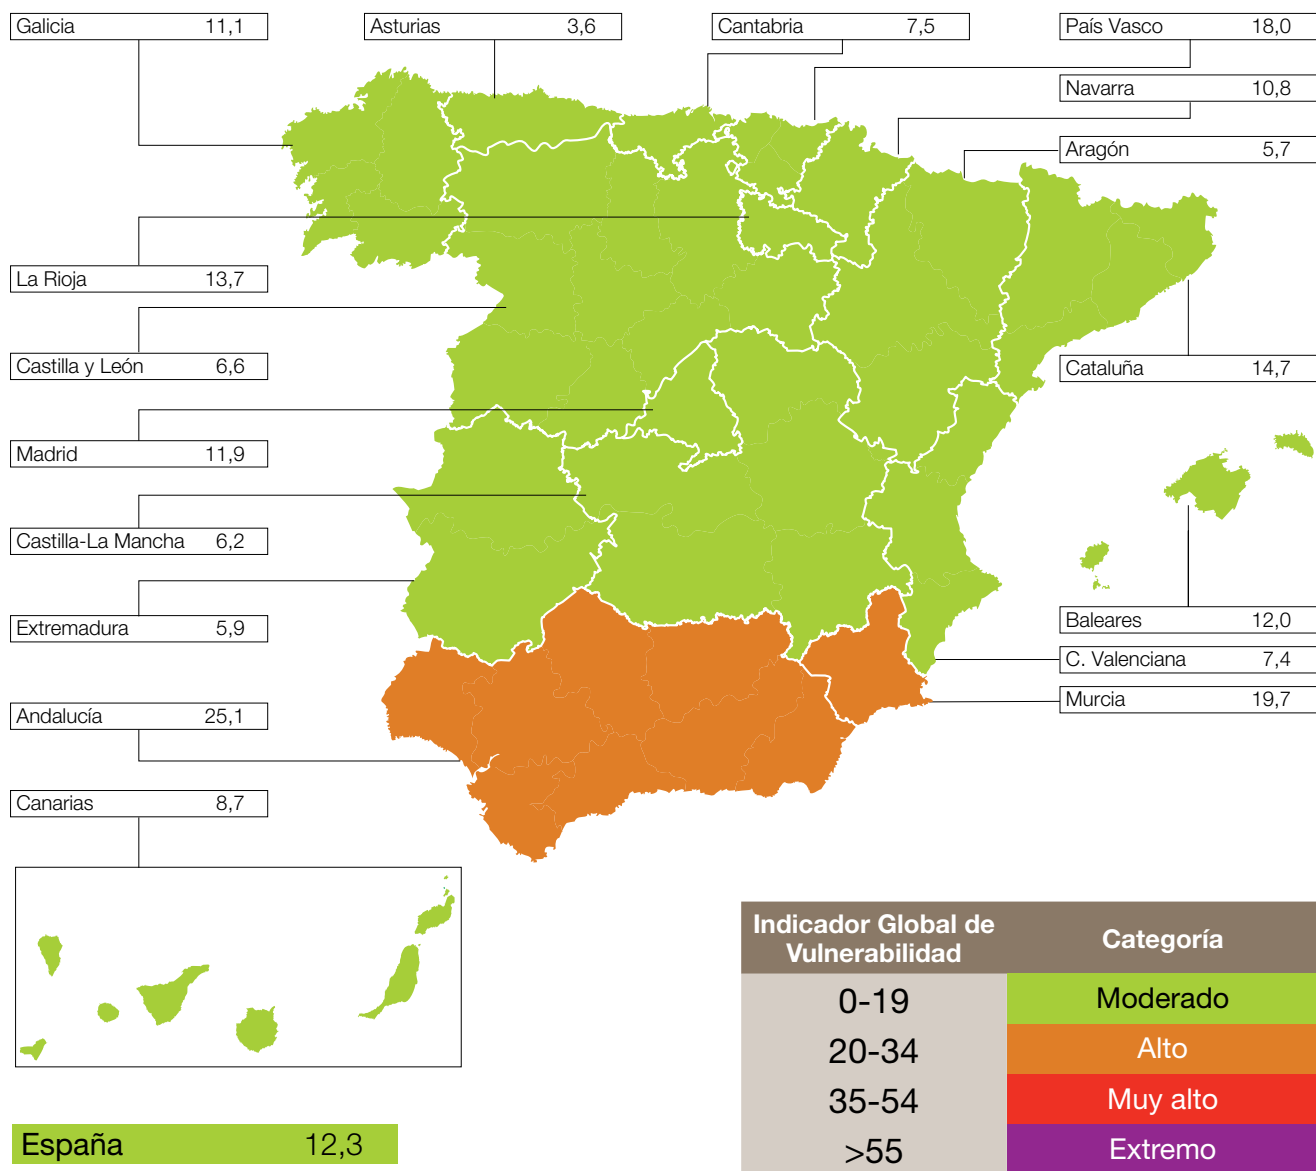 Galicia 11,1
Asturias 3,6
Cantabria 7,5
País Vasco 18,0
Navarra 10,8
Aragón 5,7
La Rioja 13,7
Castilla y León 6,6
Cataluña 14,7
Madrid 11,9
Castilla-La Mancha 6,2
Extremadura 5,9
Baleares 12,0
C. Valenciana 7,4
Murcia 19,7
Andalucía 25,1
Canarias 8,7
Indicador Global de
Vulnerabilidad
Categoría
0-19 Moderado
20-34 Alto
35-54 Muy alto
>55 Extremo
España 12,3